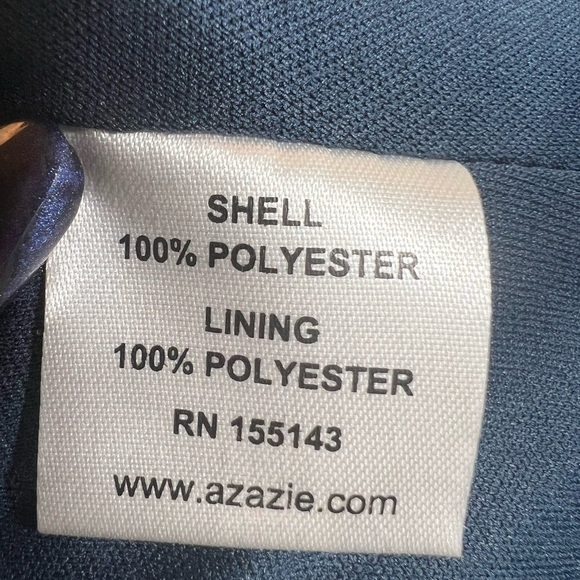 SHELL
100% POLYESTER
LINING
100% POLYESTER
RN 155143
www.azazie.com